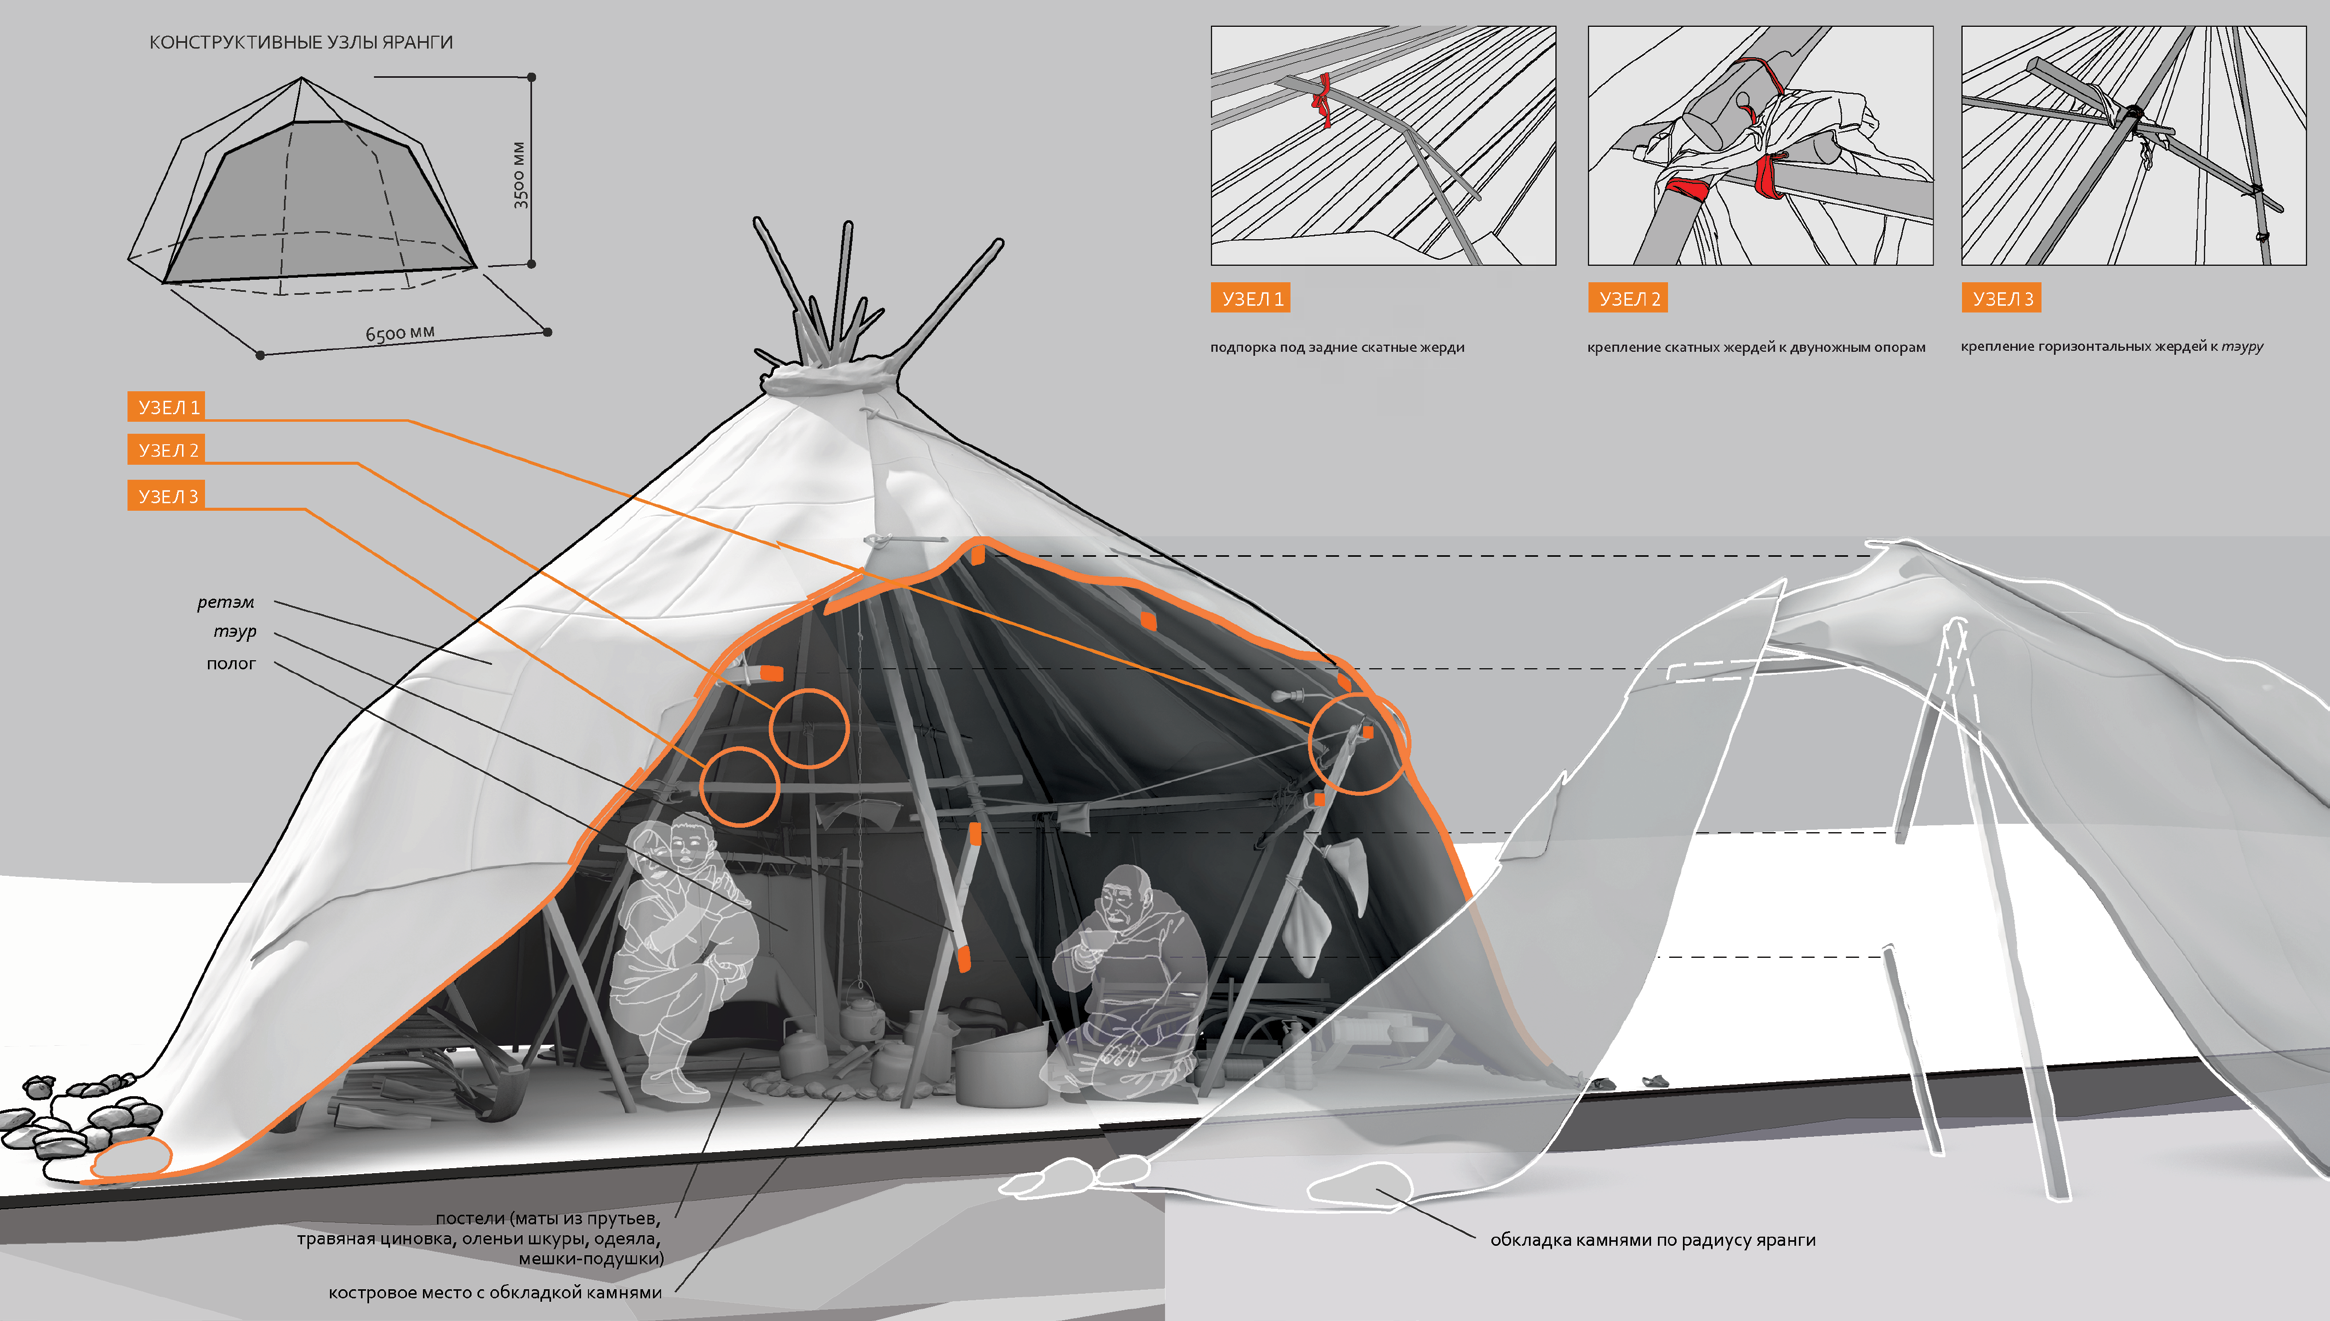 КОНСТРУКТИВНЫЕ УЗЛЫ ЯРАНГИ
3500 мм
6500 мм
УЗЕЛ 1
УЗЕЛ 2
УЗЕЛ 3
подпорка под задние скатные жерди
крепление скатных жердей к двуножным опорам
крепление горизонтальных жердей к тэуру
УЗЕЛ 1
УЗЕЛ 2
УЗЕЛ 3
ретэм
тэур
полог
постели (маты из прутьев,
травяная циновка, оленьи шкуры, одеяла,
мешки-подушки)
костровое место с обкладкой камнями
обкладка камнями по радиусу яранги